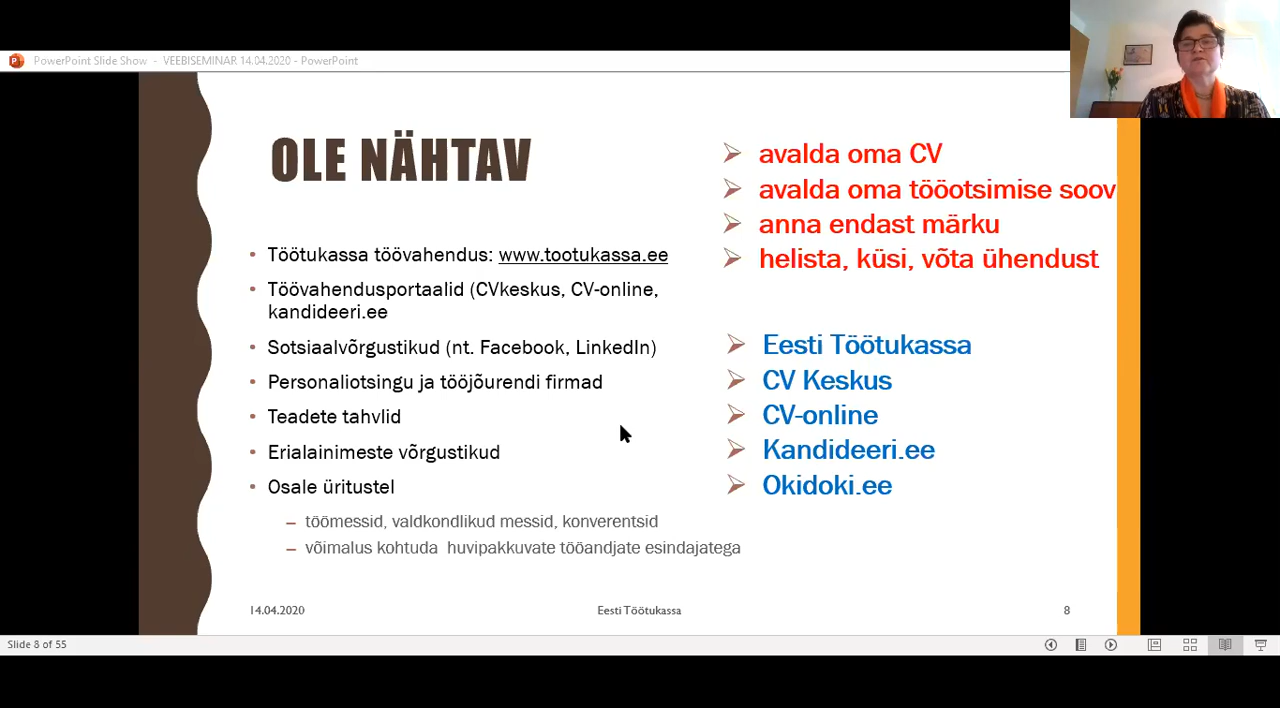 PowerPoint Slide Show - VEEBISEMINAR 14.04.2020 - PowerPoint
OLE NÄHTAV
Töötukassa töövahendus: www.tootukassa.ee
Töövahendusportaalid (CVkeskus, CV-online,
kandideeri.ee
Sotsiaalvõrgustikud (nt. Facebook, LinkedIn)
Personaliotsingu ja tööjõurendi firmad
Teadete tahvlid
Erialainimeste võrgustikud
Osale üritustel
– töömessid, valdkondlikud messid, konverentsid
– võimalus kohtuda huvipakkuvate tööandjate esindajatega
avalda oma CV
avalda oma tööotsimise soov
anna endast märku
helista, küsi, võta ühendust
Eesti Töötukassa
CV Keskus
CV-online
Kandideeri.ee
Okidoki.ee
14.04.2020
Eesti Töötukassa
8
Slide 8 of 55